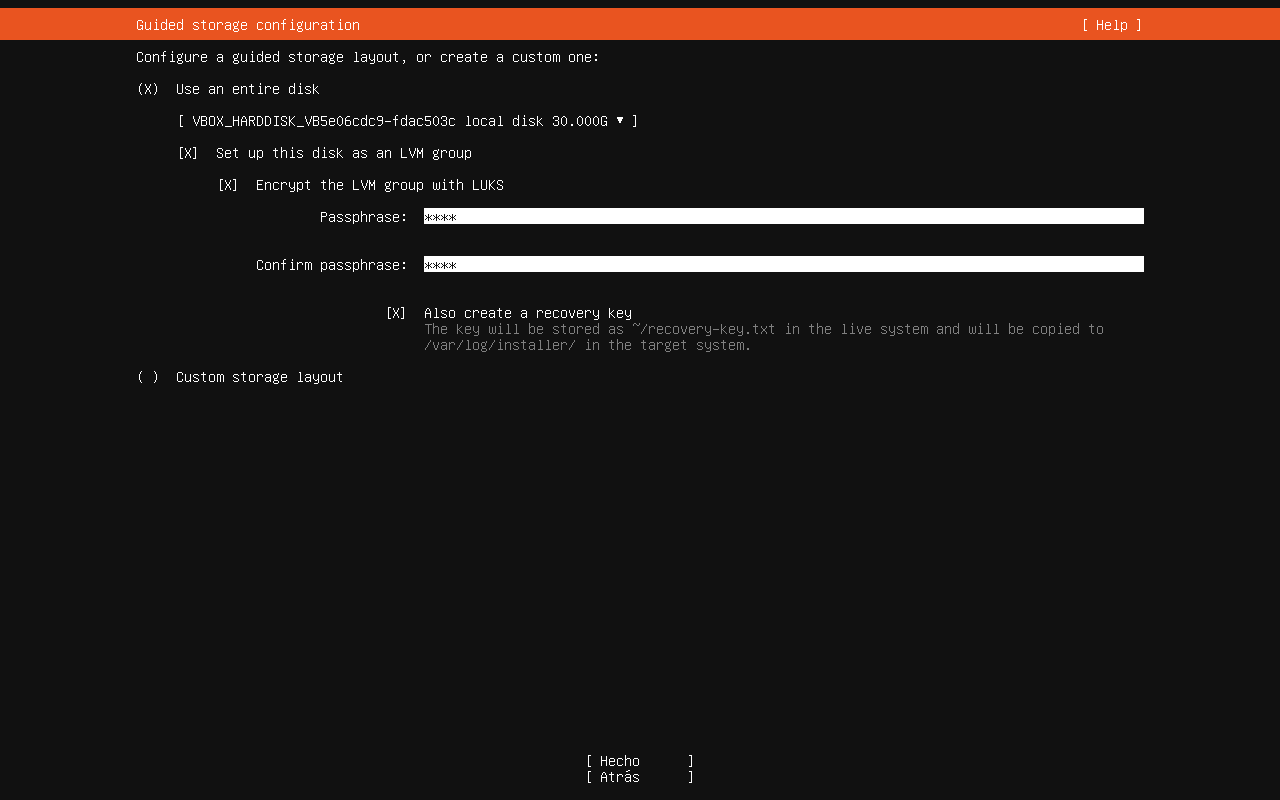 Guided storage configuration [ Help ]
Configure a guided storage layout, or create a custom one:
(X) Use an entire disk
[ VBOX_HARDDISK_VB5e06cdc9-fdac503c local disk 30.000G ▾ ]
[X] Set up this disk as an LVM group
[X] Encrypt the LVM group with LUKS
Passphrase: ****
Confirm passphrase: ****
[X] Also create a recovery key
The key will be stored as ~/recovery-key.txt in the live system and will be copied to
/var/log/installer/ in the target system.
( ) Custom storage layout
[ Hecho ]
[ Atrás ]